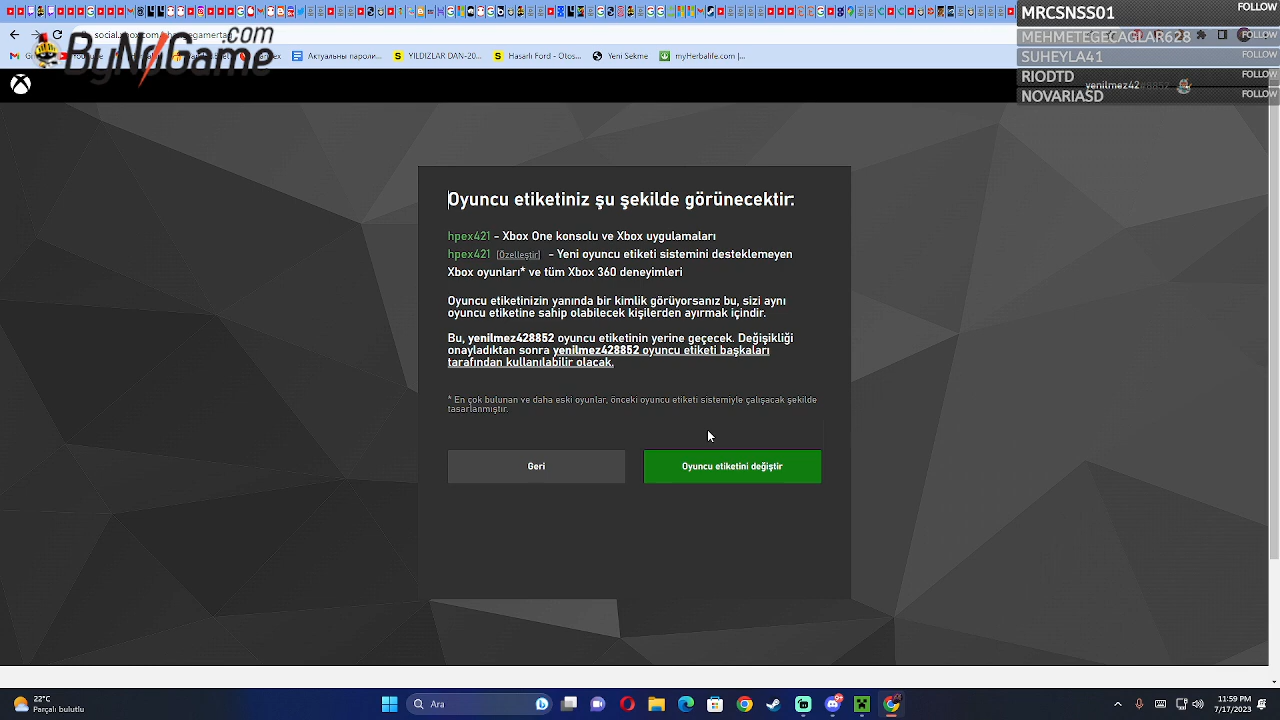 MRCSNSS01 FOLLOW
MEHMETEGECAGLAR628 FOLLOW
SUHEYLA41 FOLLOW
RIODTD FOLLOW
NOVARIASD FOLLOW
ByNoGame.com
YILDIZLAR DAN - 24...
Hasarlı Ford - Otos...
Yeni Sekme
myHerbalife.com |...
Актуальны пароли...
yenilmez42
Oyuncu etiketiniz şu şekilde görünecektir:
hpex421 - Xbox One konsolu ve Xbox uygulamaları
hpex421 [Özelleştir] - Yeni oyuncu etiketi sistemini desteklemeyen
Xbox oyunları* ve tüm Xbox 360 deneyimleri
Oyuncu etiketinizin yanında bir kimlik görüyorsanız bu, sizi aynı
oyuncu etiketine sahip olabilecek kişilerden ayırmak içindir.
Bu, yenilmez428852 oyuncu etiketinin yerine geçecek. Değişikliği
onayladıktan sonra yenilmez428852 oyuncu etiketi başkaları
tarafından kullanılabilir olacak.
* En çok bulunan ve daha eski oyunlar, önceki oyuncu etiketi sistemiyle çalışacak şekilde
tasarlanmıştır.
Geri
Oyuncu etiketini değiştir
22°C
Parçalı bulutlu
Ara
11:59 PM
7/17/2023